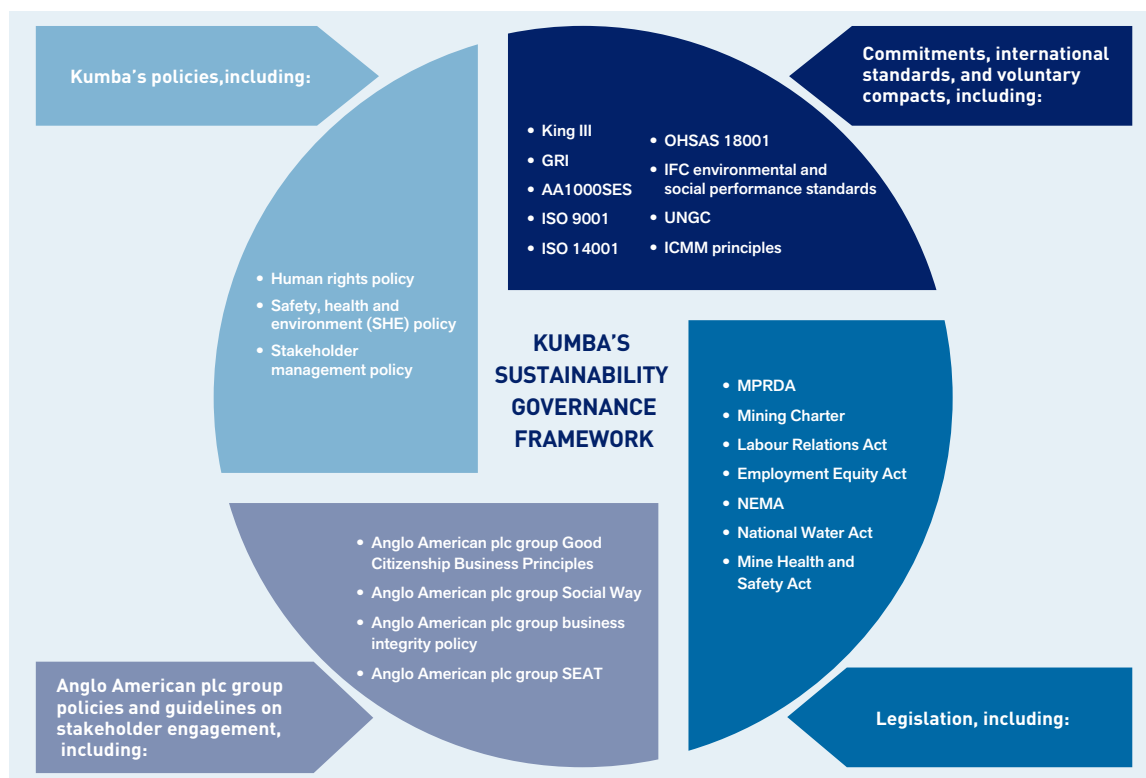 Kumba’s policies,including:
Commitments, international
standards, and voluntary
compacts, including:
• King III
• GRI
• AA1000SES
• ISO 9001
• ISO 14001
• OHSAS 18001
• IFC environmental and
social performance standards
• UNGC
• ICMM principles
• Human rights policy
• Safety, health and
environment (SHE) policy
• Stakeholder
management policy
KUMBA’S
SUSTAINABILITY
GOVERNANCE
FRAMEWORK
• MPRDA
• Mining Charter
• Labour Relations Act
• Employment Equity Act
• NEMA
• National Water Act
• Mine Health and
Safety Act
• Anglo American plc group Good
Citizenship Business Principles
• Anglo American plc group Social Way
• Anglo American plc group business
integrity policy
• Anglo American plc group SEAT
Anglo American plc group
policies and guidelines on
stakeholder engagement,
including:
Legislation, including: